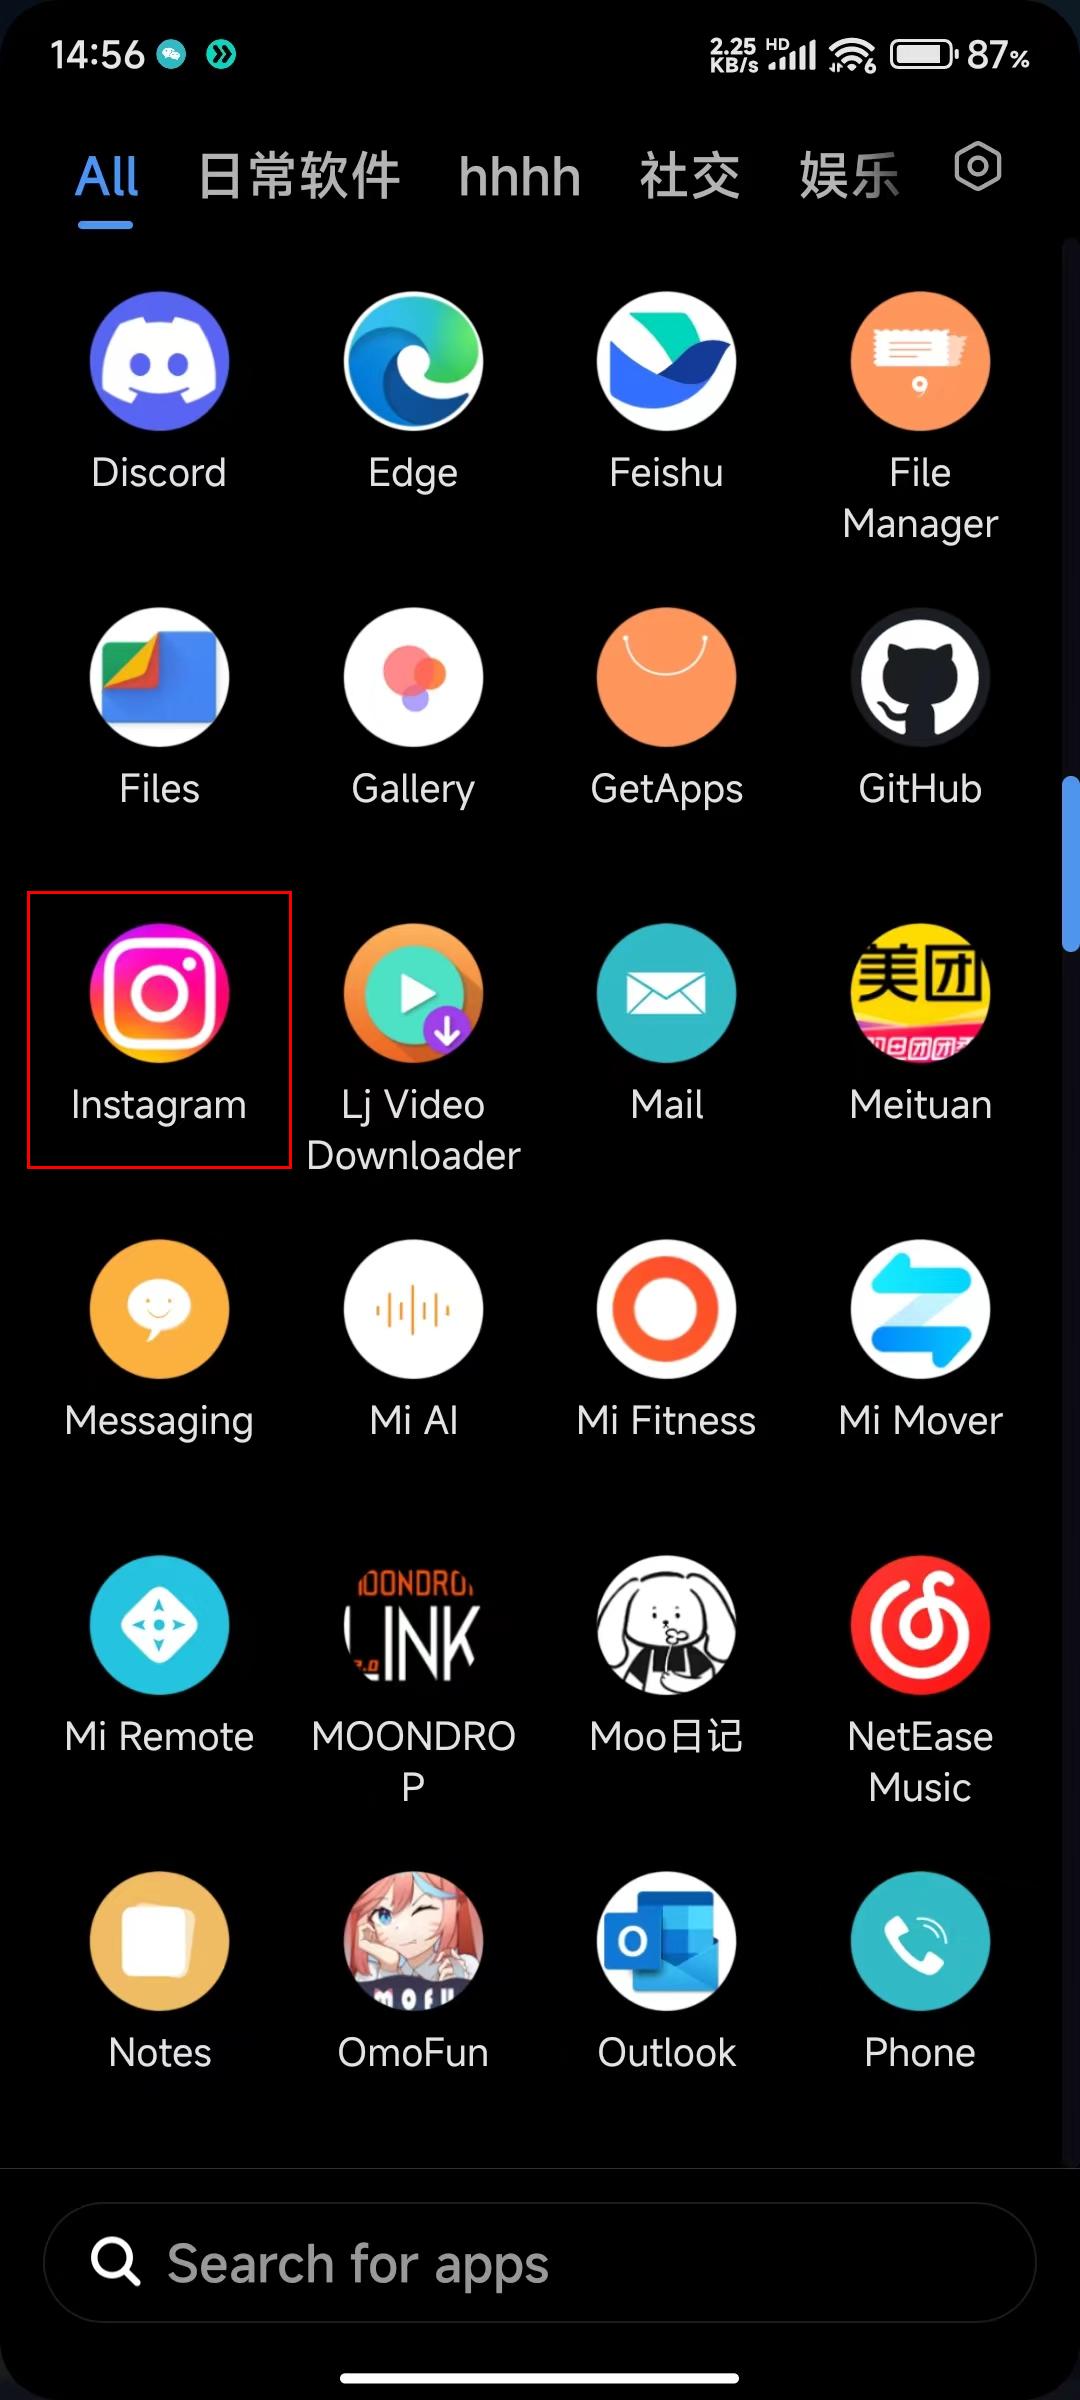 14:56
2.25 KB/s HD 6 87%
All 日常软件 hhhh 社交 娱乐
Discord Edge Feishu File Manager
Files Gallery GetApps GitHub
美团
Instagram Lj Video Downloader Mail Meituan
Messaging Mi AI Mi Fitness Mi Mover
LINK
Mi Remote MOONDROP Moo日记 NetEase Music
Notes OmoFun Outlook Phone
Search for apps